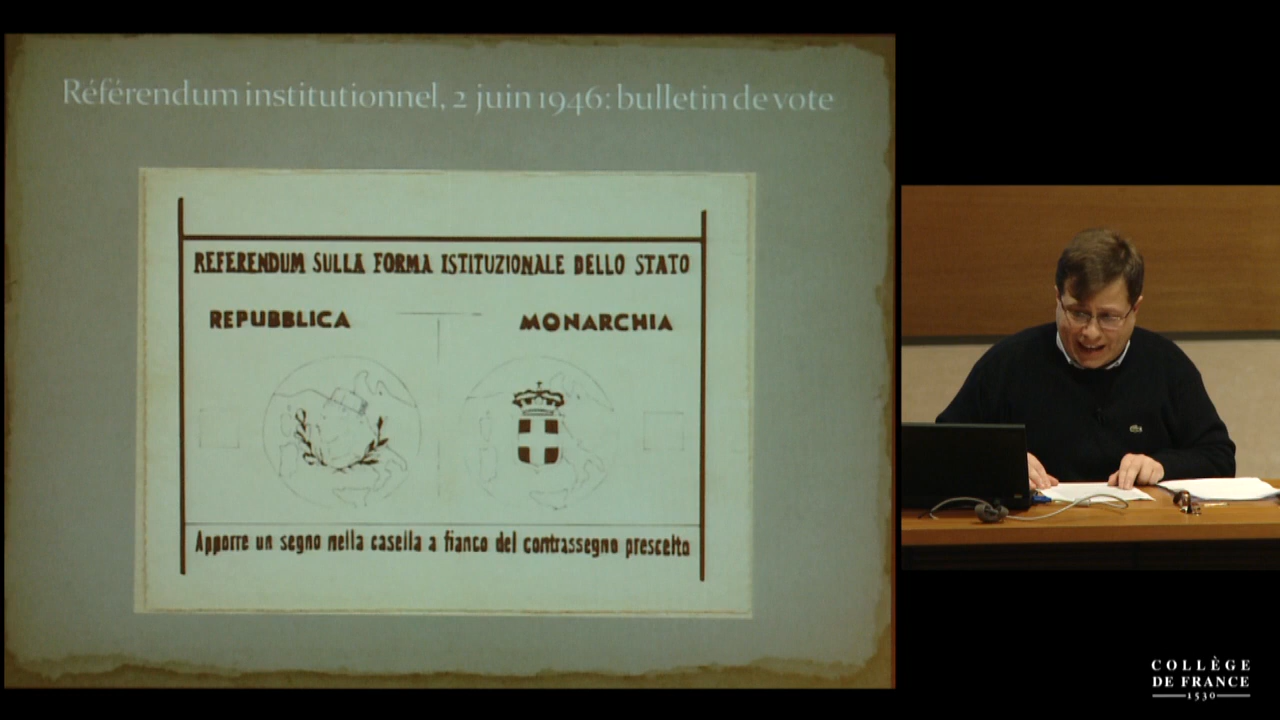 Référendum institutionnel, 2 juin 1946: bulletin de vote
REFERENDUM SULLA FORMA ISTITUZIONALE DELLO STATO
REPUBBLICA
MONARCHIA
Apporre un segno nella casella a fianco del contrassegno prescelto
COLLÈGE
DE FRANCE
1530